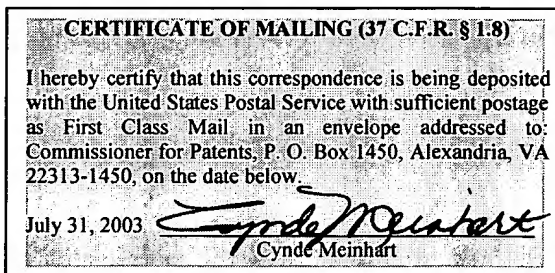 CERTIFICATE OF MAILING (37 C.F.R. § 1.8)
I hereby certify that this correspondence is being deposited
with the United States Postal Service with sufficient postage
as First Class Mail in an envelope addressed to:
Commissioner for Patents, P. O. Box 1450, Alexandria, VA
22313-1450, on the date below.
July 31, 2003 Cynde Meinhart
Cynde Meinhart